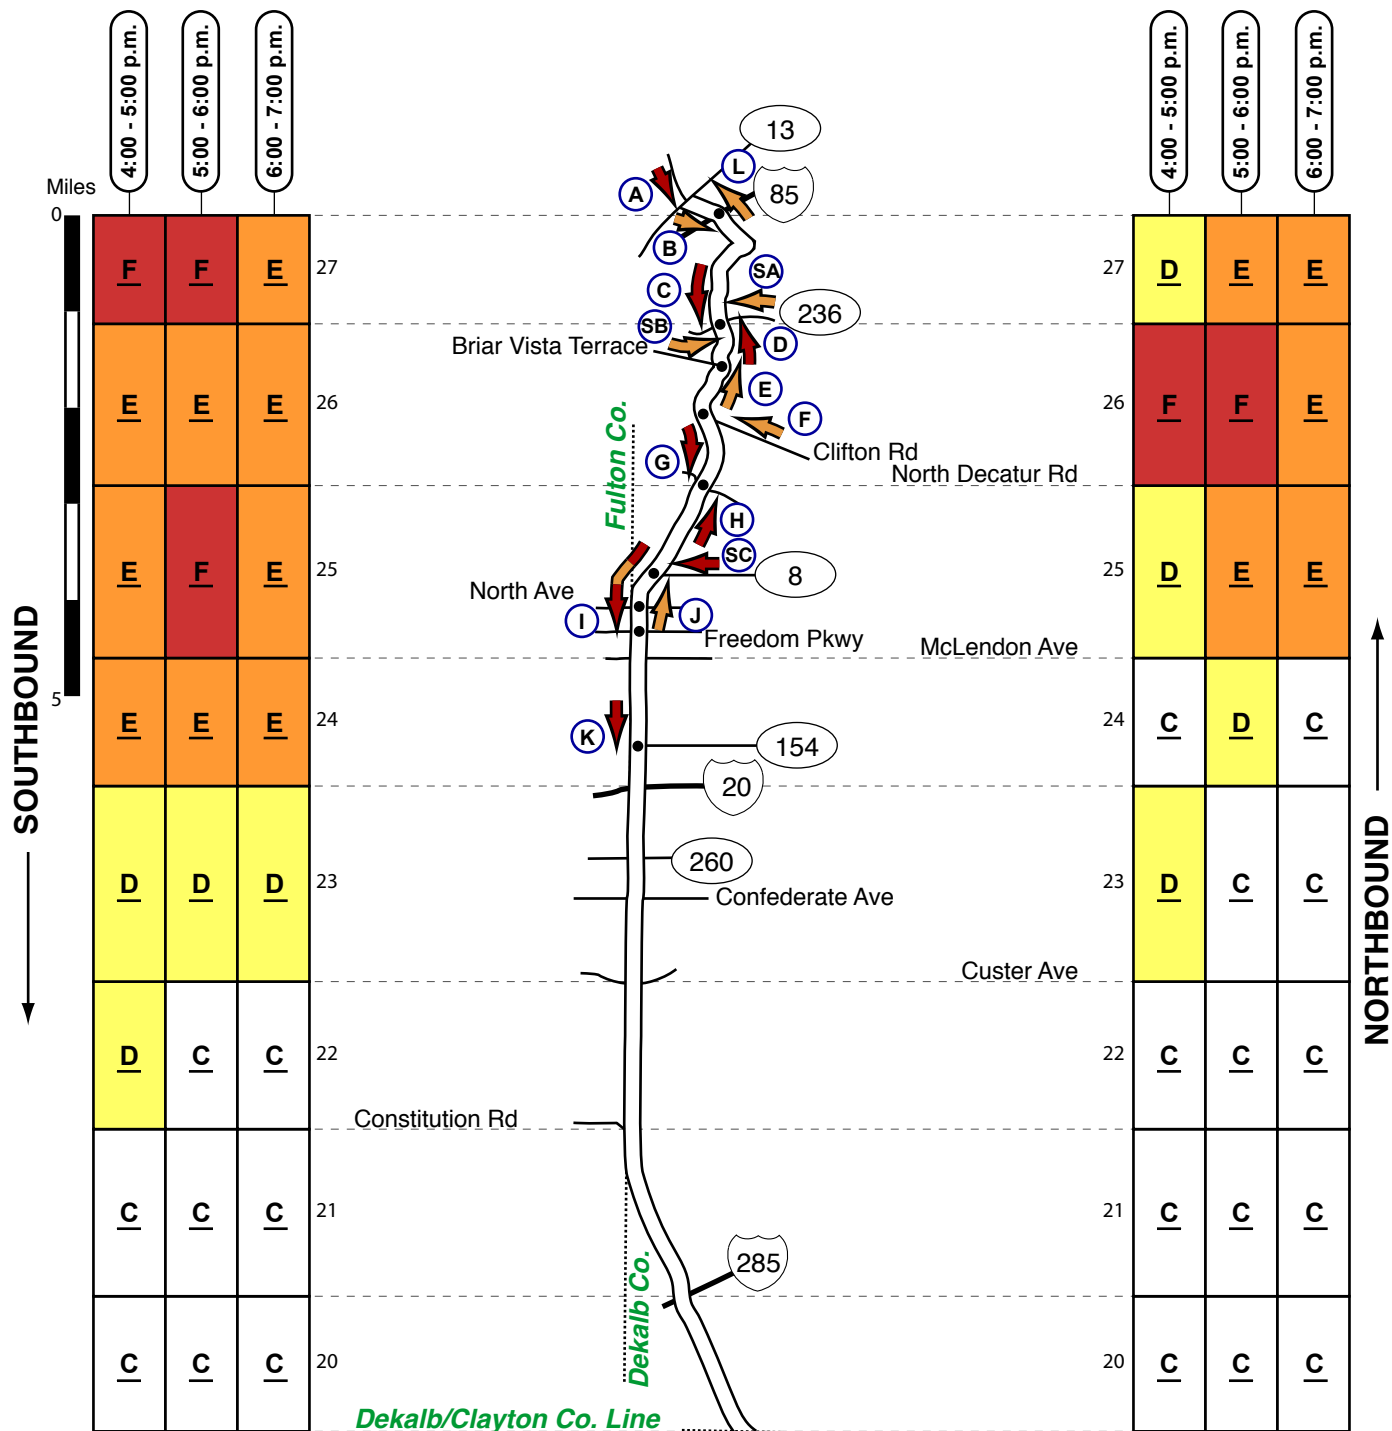 4:00 - 5:00 p.m.
5:00 - 6:00 p.m.
6:00 - 7:00 p.m.
4:00 - 5:00 p.m.
5:00 - 6:00 p.m.
6:00 - 7:00 p.m.
13
L
A
85
Miles
0
B
F F E 27
27 D E E
C
SA
SB
236
Briar Vista Terrace
D
E
E E E 26
26 F F E
F
Fulton Co.
Clifton Rd
G
North Decatur Rd
H
SC
E F E 25
25 D E E
8
North Ave
I
J
Freedom Pkwy
McLendon Ave
5
SOUTHBOUND
E E E 24
24 C D C
K
154
20
NORTHBOUND
260
D D D 23
23 D C C
Confederate Ave
Custer Ave
D C C 22
22 C C C
Constitution Rd
C C C 21
21 C C C
285
Dekalb Co.
C C C 20
20 C C C
Dekalb/Clayton Co. Line